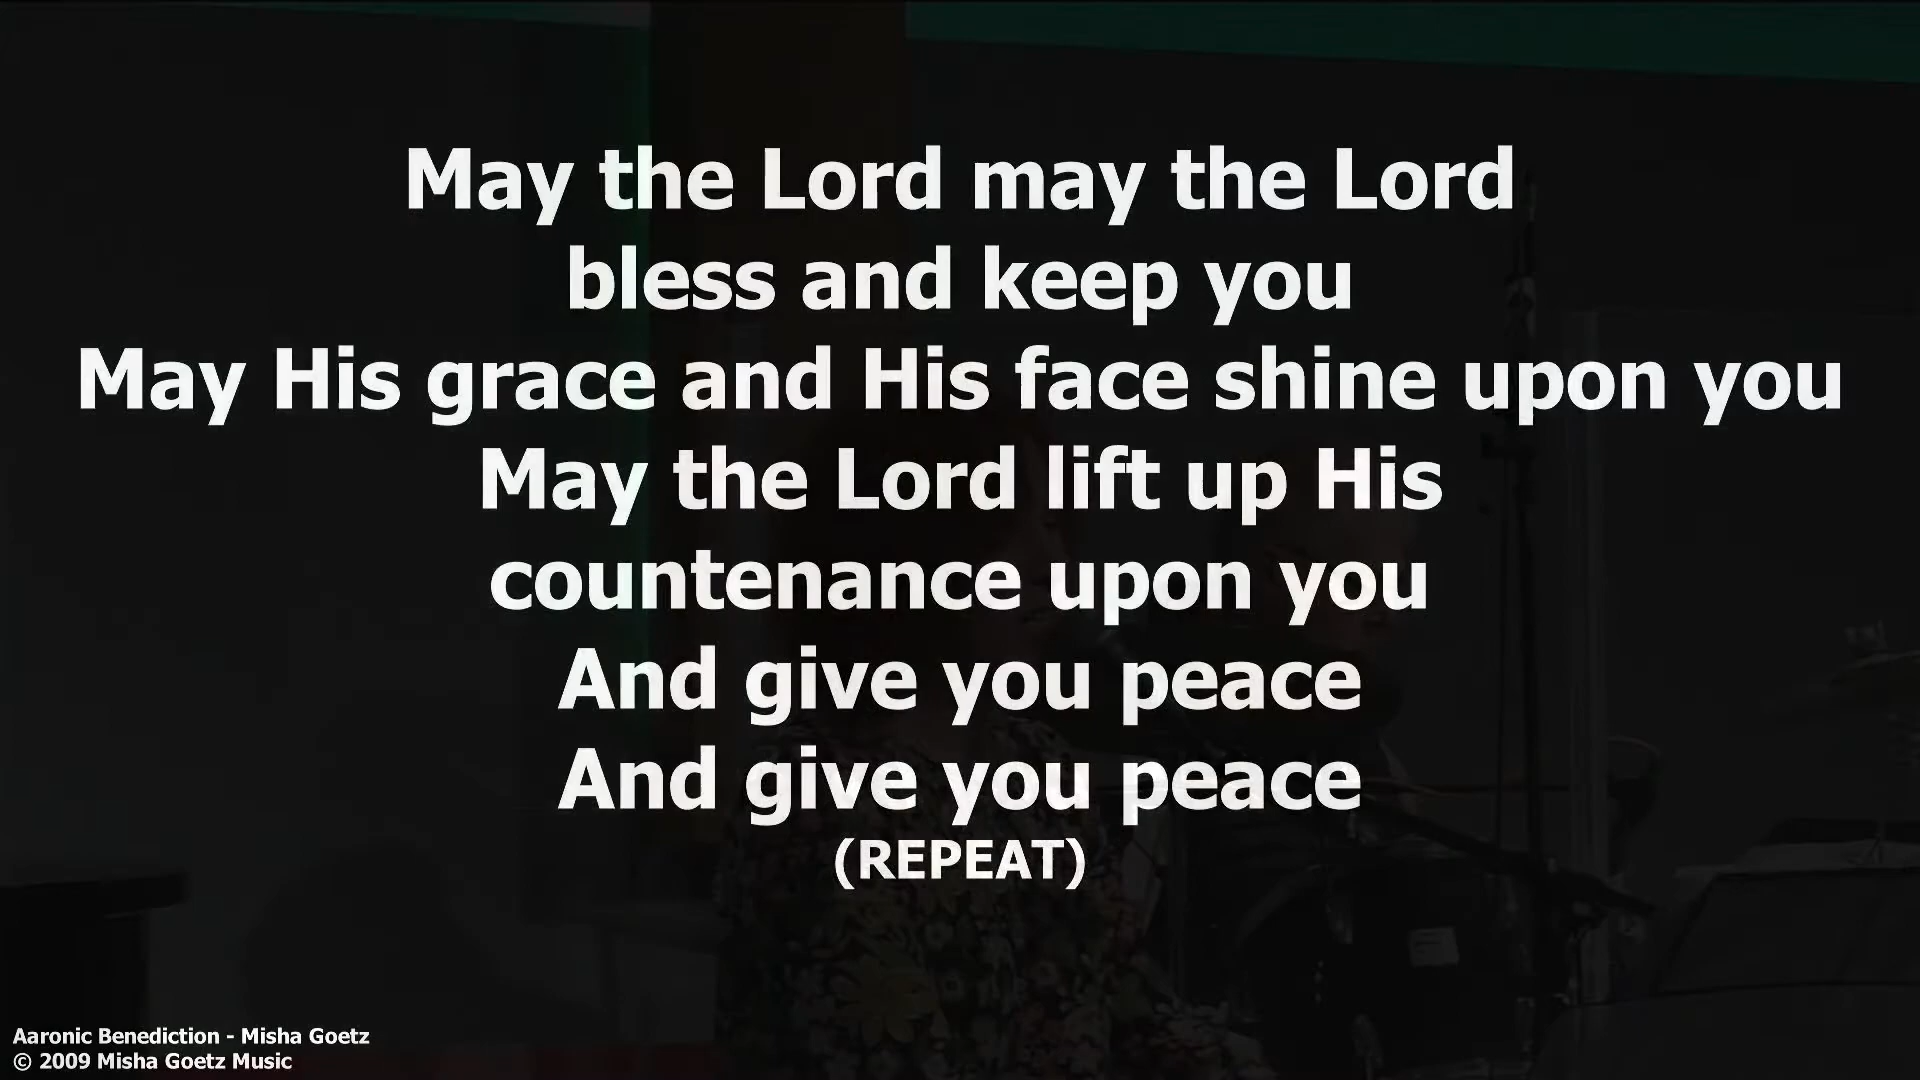 May the Lord may the Lord
bless and keep you
May His grace and His face shine upon you
May the Lord lift up His
countenance upon you
And give you peace
And give you peace
(REPEAT)
Aaronic Benediction - Misha Goetz
© 2009 Misha Goetz Music